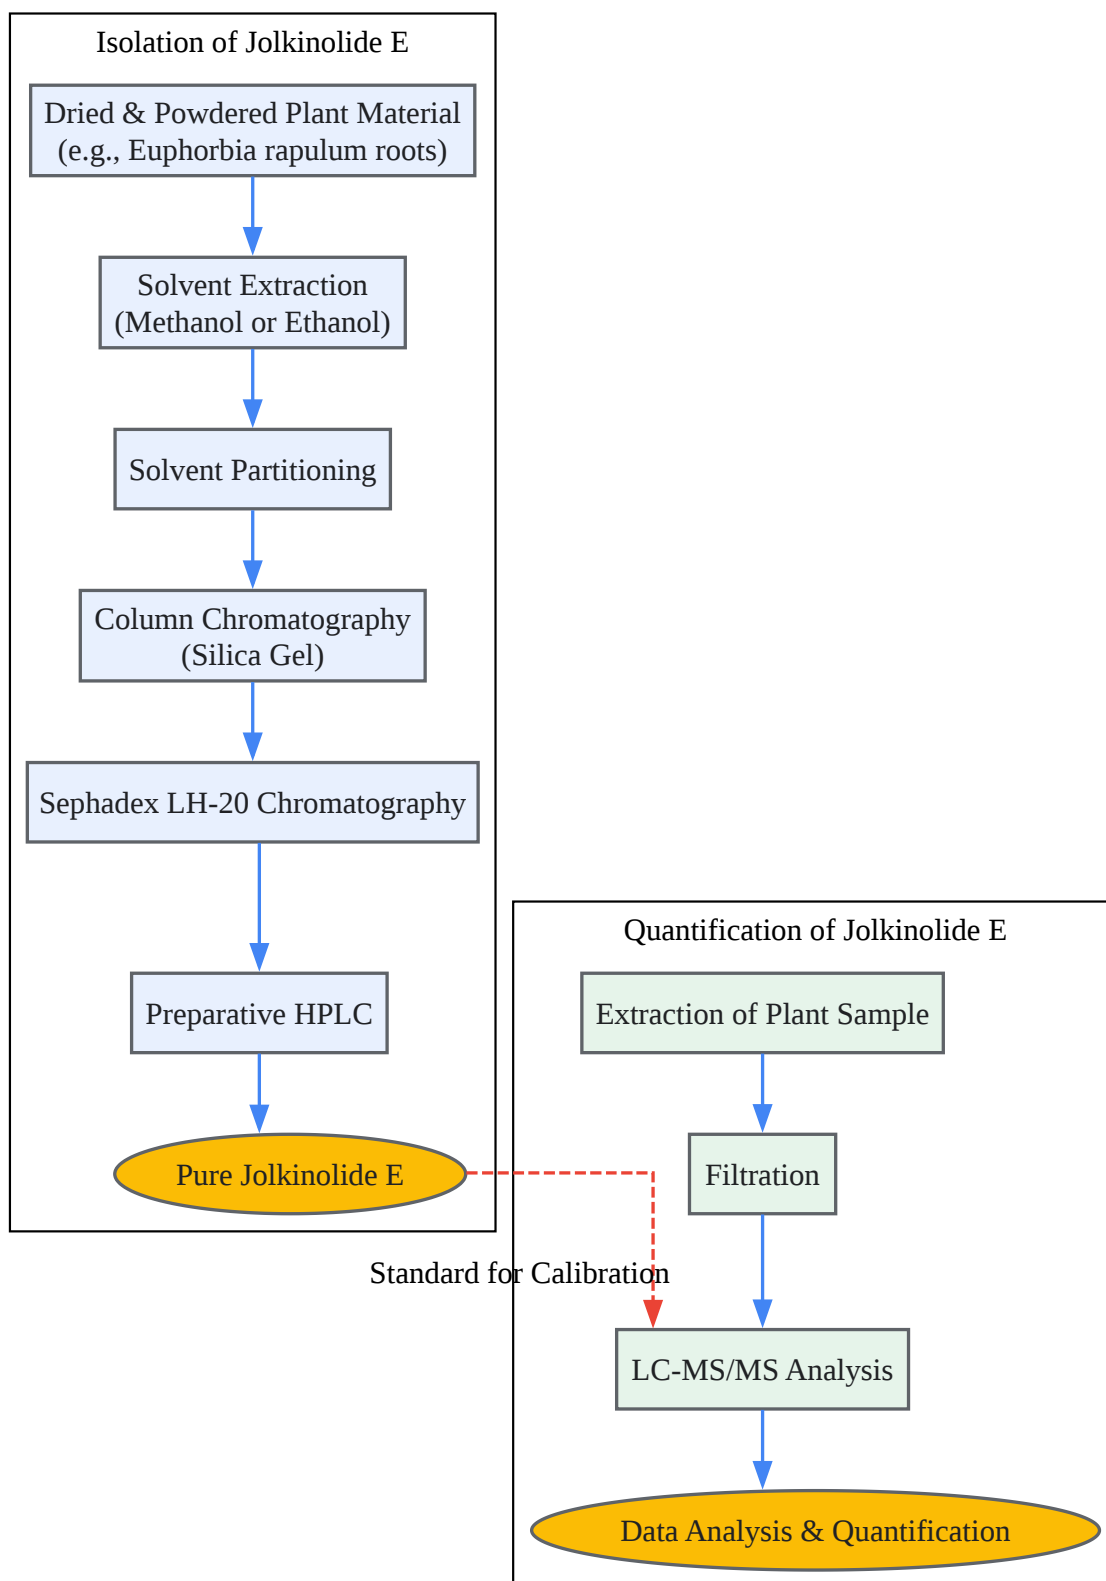 Isolation of Jolkinolide E
Dried & Powdered Plant Material
(e.g., Euphorbia rapulum roots)
Solvent Extraction
(Methanol or Ethanol)
Solvent Partitioning
Column Chromatography
(Silica Gel)
Sephadex LH-20 Chromatography
Preparative HPLC
Pure Jolkinolide E
Standard for Calibration
Quantification of Jolkinolide E
Extraction of Plant Sample
Filtration
LC-MS/MS Analysis
Data Analysis & Quantification